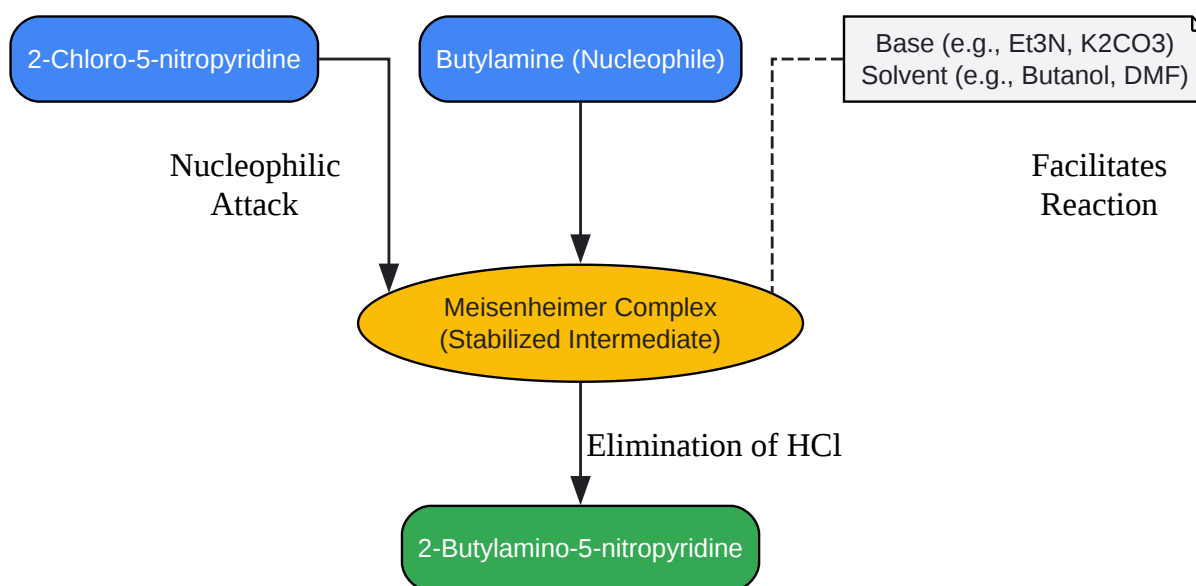 2-Chloro-5-nitropyridine
Butylamine (Nucleophile)
Base (e.g., Et3N, K2CO3)
Solvent (e.g., Butanol, DMF)
Nucleophilic
Attack
Facilitates
Reaction
Meisenheimer Complex
(Stabilized Intermediate)
Elimination of HCl
2-Butylamino-5-nitropyridine